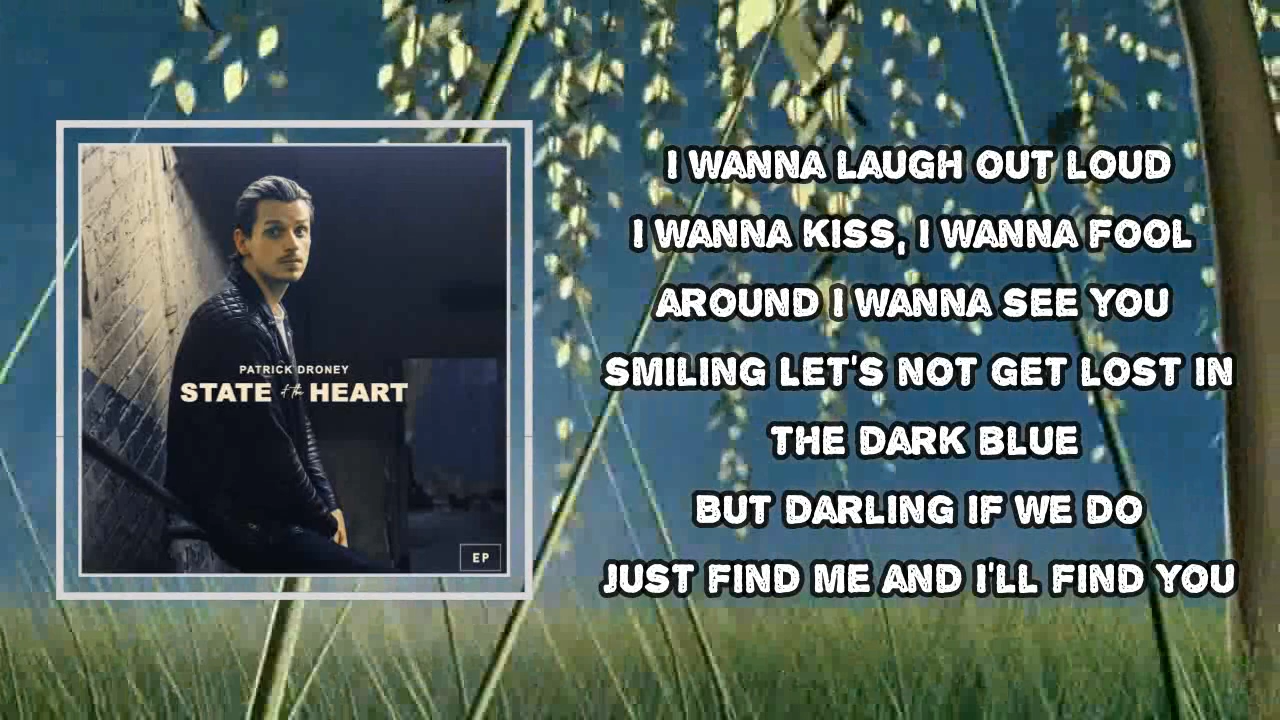 PATRICK DRONEY
STATE of the HEART
EP
I WANNA LAUGH OUT LOUD
I WANNA KISS, I WANNA FOOL
AROUND I WANNA SEE YOU
SMILING LET'S NOT GET LOST IN
THE DARK BLUE
BUT DARLING IF WE DO
JUST FIND ME AND I'LL FIND YOU